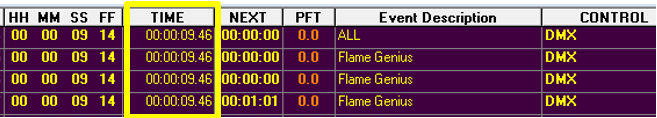 HH MM SS FF TIME NEXT PFT Event Description CONTROL
00 00 09 14 00:00:09.46 00:00:00 0.0 ALL DMX
00 00 09 14 00:00:09.46 00:00:00 0.0 Flame Genius DMX
00 00 09 14 00:00:09.46 00:00:00 0.0 Flame Genius DMX
00 00 09 14 00:00:09.46 00:01:01 0.0 Flame Genius DMX